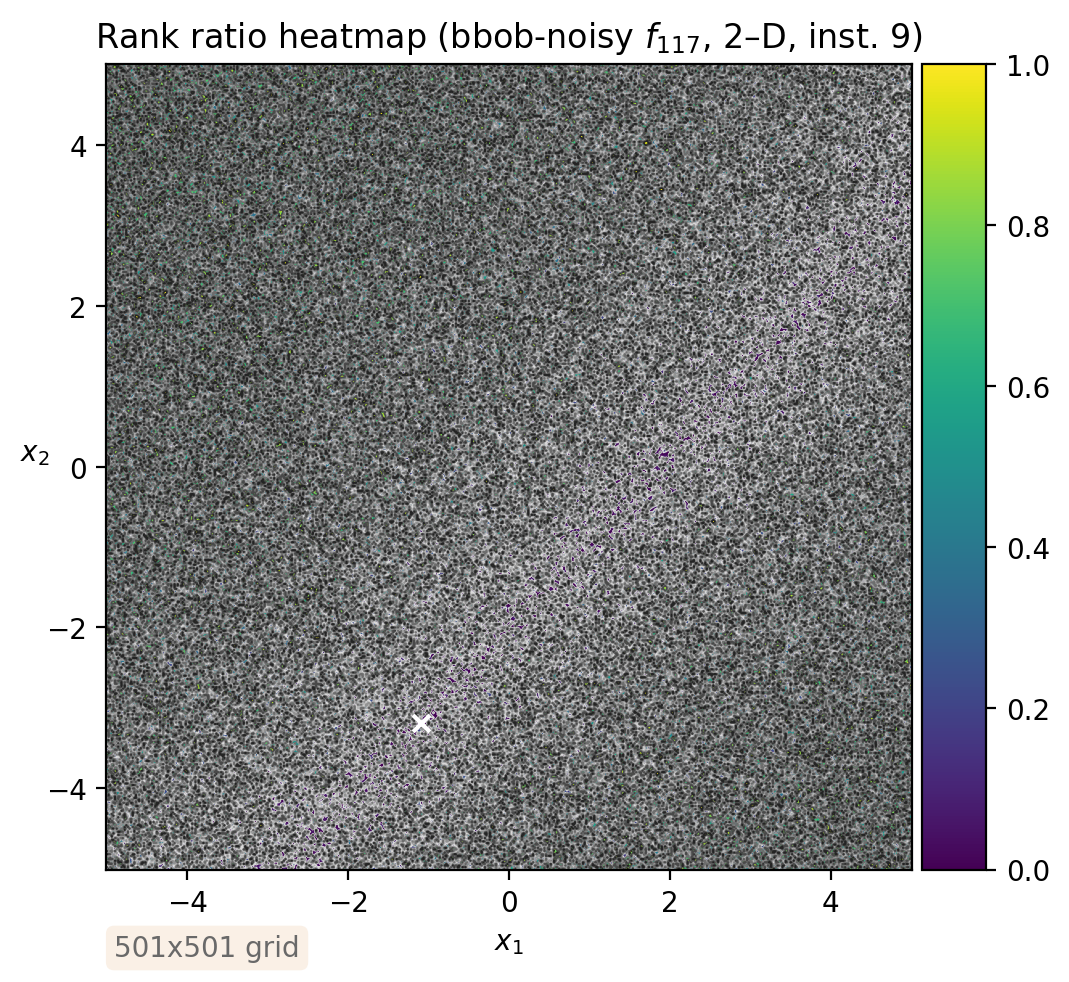 Rank ratio heatmap (bbob-noisy f117, 2–D, inst. 9)
1.0
0.8
0.6
0.4
0.2
0.0
4
2
0
−2
−4
x2
−4 −2 0 2 4
x1
501x501 grid